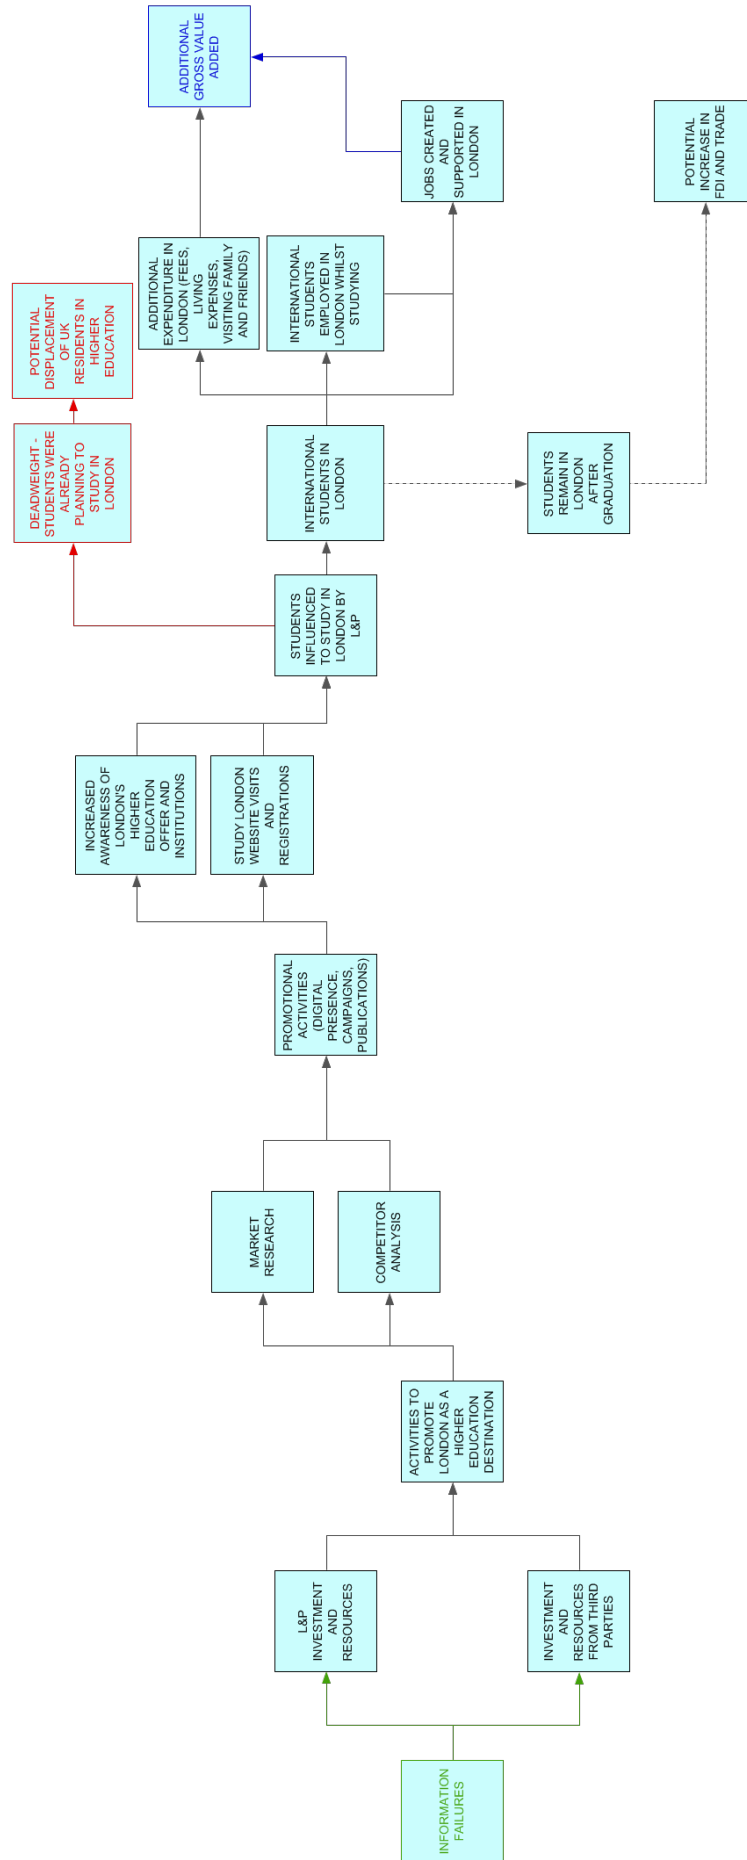 INFORMATION
FAILURES
L&P
INVESTMENT
AND
RESOURCES
INVESTMENT
AND
RESOURCES
FROM THIRD
PARTIES
ACTIVITIES TO
PROMOTE
LONDON AS A
HIGHER
EDUCATION
DESTINATION
MARKET
RESEARCH
COMPETITOR
ANALYSIS
PROMOTIONAL
ACTIVITIES
(DIGITAL
PRESENCE,
CAMPAIGNS,
PUBLICATIONS)
INCREASED
AWARENESS OF
LONDON'S
HIGHER
EDUCATION
OFFER AND
INSTITUTIONS
STUDY LONDON
WEBSITE VISITS
AND
REGISTRATIONS
STUDENTS
INFLUENCED
TO STUDY IN
LONDON BY
L&P
DEADWEIGHT -
STUDENTS WERE
ALREADY
PLANNING TO
STUDY IN
LONDON
POTENTIAL
DISPLACEMENT
OF UK
RESIDENTS IN
HIGHER
EDUCATION
INTERNATIONAL
STUDENTS IN
LONDON
ADDITIONAL
EXPENDITURE IN
LONDON (FEES,
LIVING
EXPENSES,
VISITING FAMILY
AND FRIENDS)
INTERNATIONAL
STUDENTS
EMPLOYED IN
LONDON WHILST
STUDYING
STUDENTS
REMAIN IN
LONDON
AFTER
GRADUATION
ADDITIONAL
GROSS VALUE
ADDED
JOBS CREATED
AND
SUPPORTED IN
LONDON
POTENTIAL
INCREASE IN
FDI AND TRADE